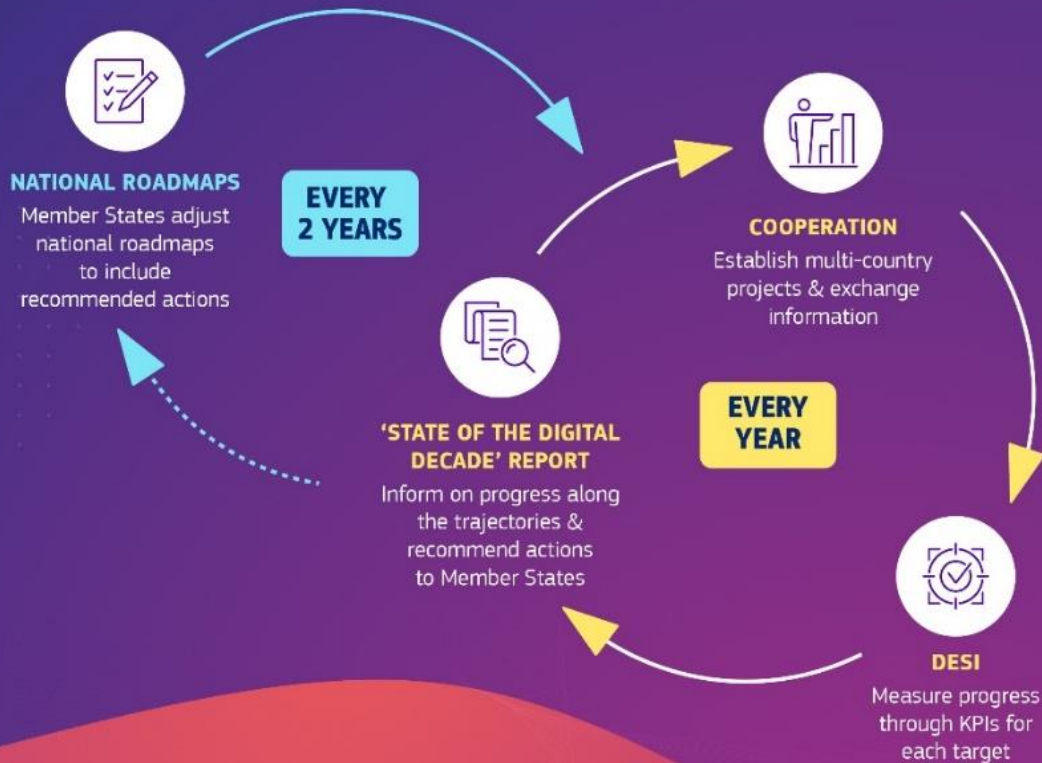 NATIONAL ROADMAPS
Member States adjust
national roadmaps
to include
recommended actions
EVERY
2 YEARS
COOPERATION
Establish multi-country
projects & exchange
information
‘STATE OF THE DIGITAL
DECADE’ REPORT
Inform on progress along
the trajectories &
recommend actions
to Member States
EVERY
YEAR
DESI
Measure progress
through KPIs for
each target